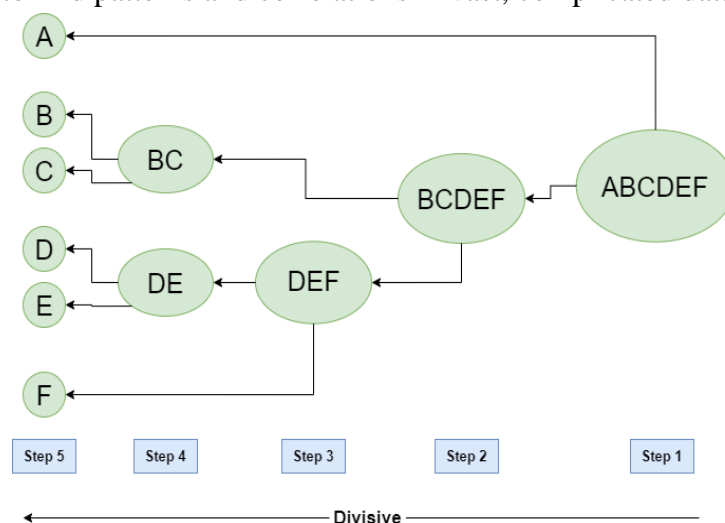 A
B
BC
C
ABCDEF
BCDEF
D
DE
DEF
E
F
Step 5
Step 4
Step 3
Step 2
Step 1
Divisive